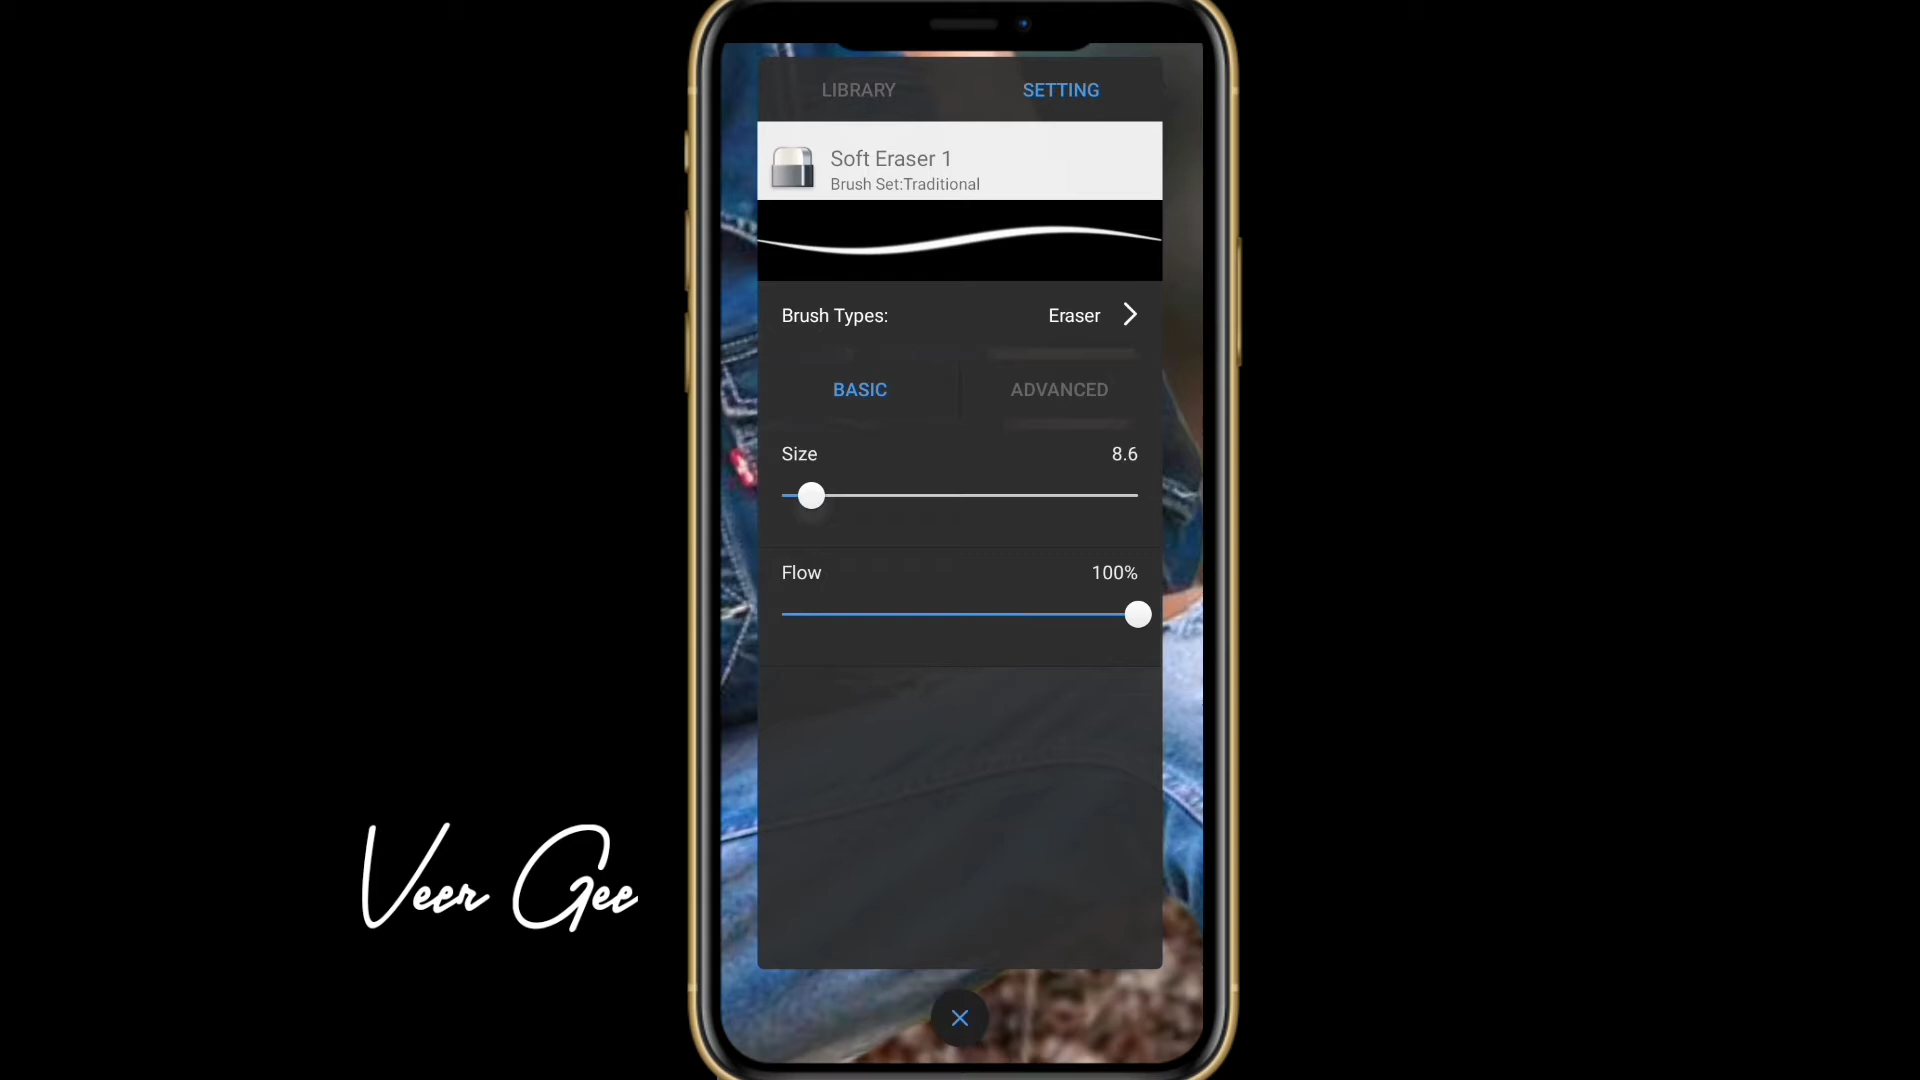 LIBRARY SETTING
Soft Eraser 1
Brush Set:Traditional
Brush Types: Eraser
BASIC ADVANCED
Size 8.6
Flow 100%
Veer Gee